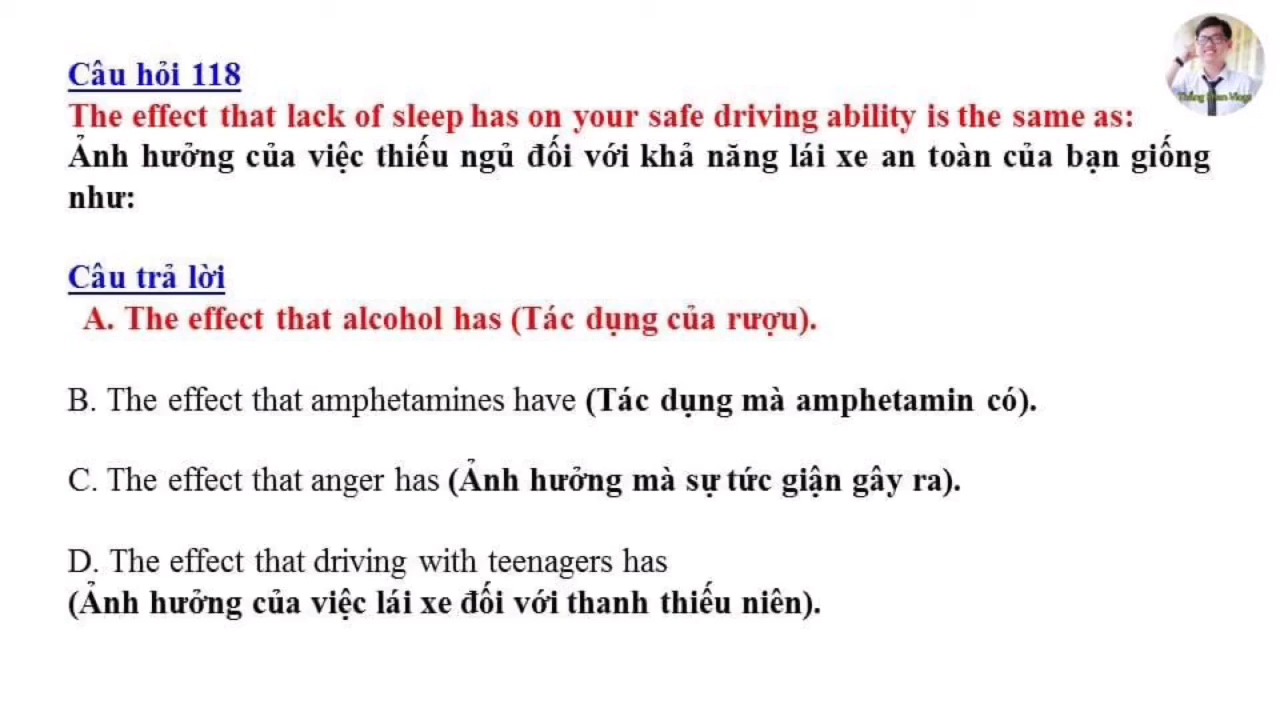 Câu hỏi 118
The effect that lack of sleep has on your safe driving ability is the same as:
Ảnh hưởng của việc thiếu ngủ đối với khả năng lái xe an toàn của bạn giống
như:
Câu trả lời
A. The effect that alcohol has (Tác dụng của rượu).
B. The effect that amphetamines have (Tác dụng mà amphetamin có).
C. The effect that anger has (Ảnh hưởng mà sự tức giận gây ra).
D. The effect that driving with teenagers has
(Ảnh hưởng của việc lái xe đối với thanh thiếu niên).